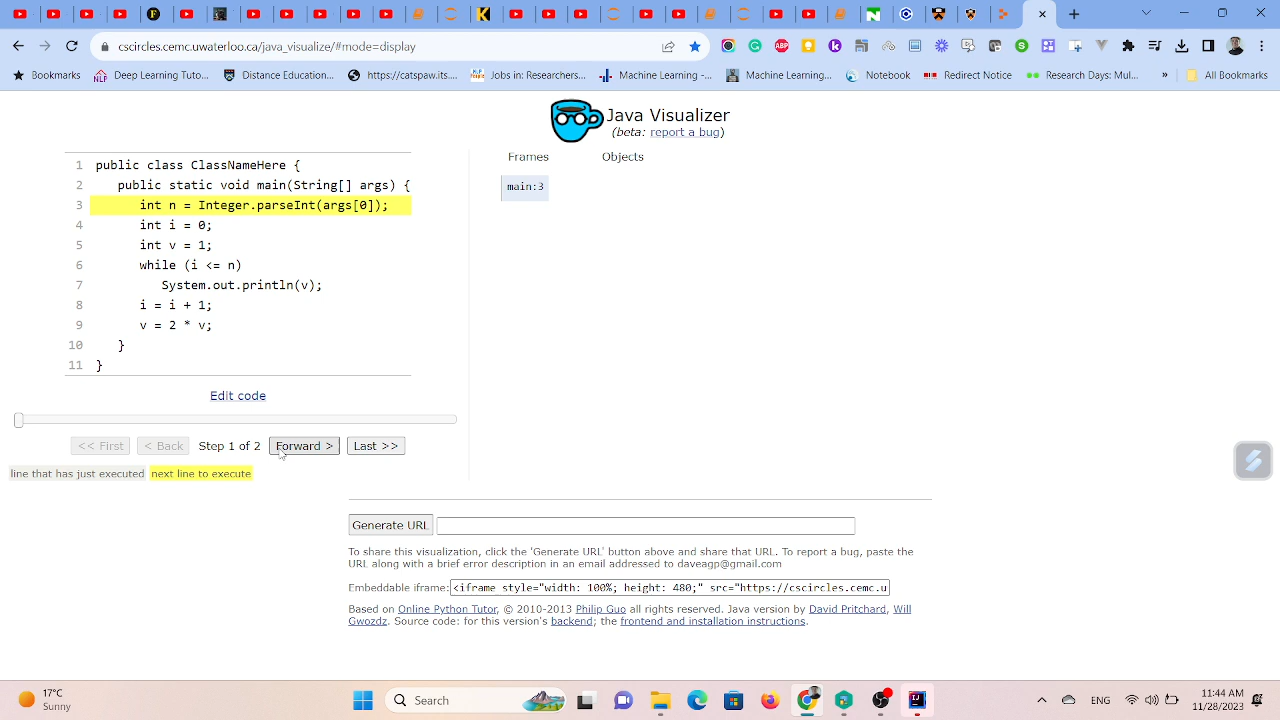 cscirclescemc.uwaterloo.ca/java_visualize/#mode=display
Bookmarks
Deep Learning Tuto...
Distance Education...
https://catspaw.its....
Jobs in Researchers...
Machine Learning -...
Machine Learning...
Notebook
Redirect Notice
Research Days: Mul...
»
All Bookmarks
Java Visualizer
(beta: report a bug)
1 public class ClassNameHere {
2 public static void main(String[] args) {
3 int n = Integer.parseInt(args[0]);
4 int i = 0;
5 int v = 1;
6 while (i <= n)
7 System.out.println(v);
8 i = i + 1;
9 v = 2 * v;
10 }
11 }
Frames Objects
main:3
Edit code
<< First < Back Step 1 of 2 Forward > Last >>
line that has just executed next line to execute
Generate URL
To share this visualization, click the 'Generate URL' button above and share that URL. To report a bug, paste the
URL along with a brief error description in an email addressed to daveagp@gmail.com
Embeddable iframe: <iframe style="width: 100%; height: 480;" src="https://cscircles.cemc.u
Based on Online Python Tutor, © 2010-2013 Philip Guo all rights reserved. Java version by David Pritchard, Will
Gwozdz. Source code: for this version's backend; the frontend and installation instructions.
17°C
Sunny
Search
ENG
11:44 AM
11/28/2023